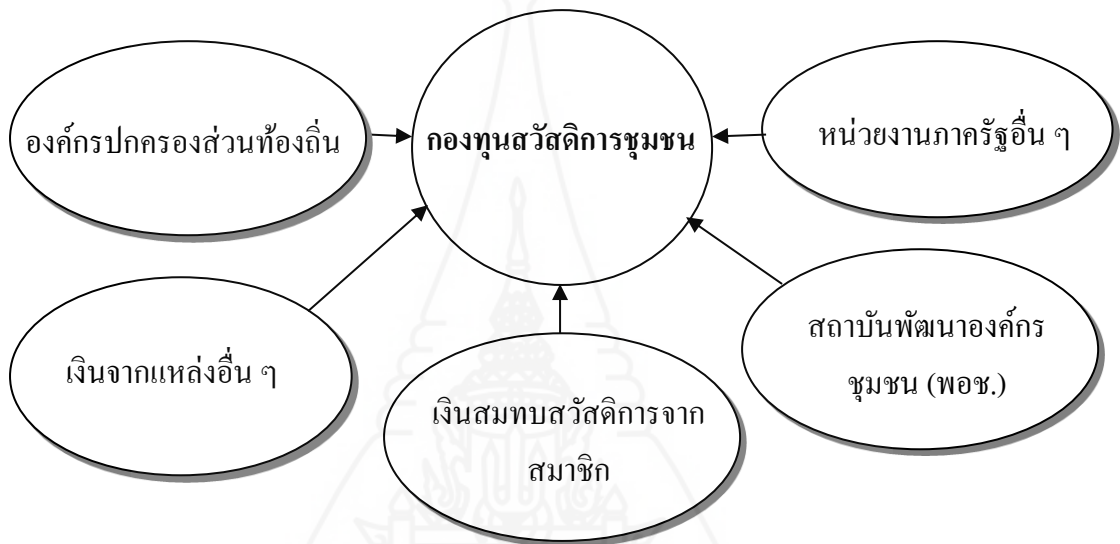 องค์กรปกครองส่วนท้องถิ่น
กองทุนสวัสดิการชุมชน
หน่วยงานภาครัฐอื่น ๆ
เงินจากแหล่งอื่น ๆ
เงินสมทบสวัสดิการจาก
สมาชิก
สถาบันพัฒนาองค์กร
ชุมชน (พอช.)